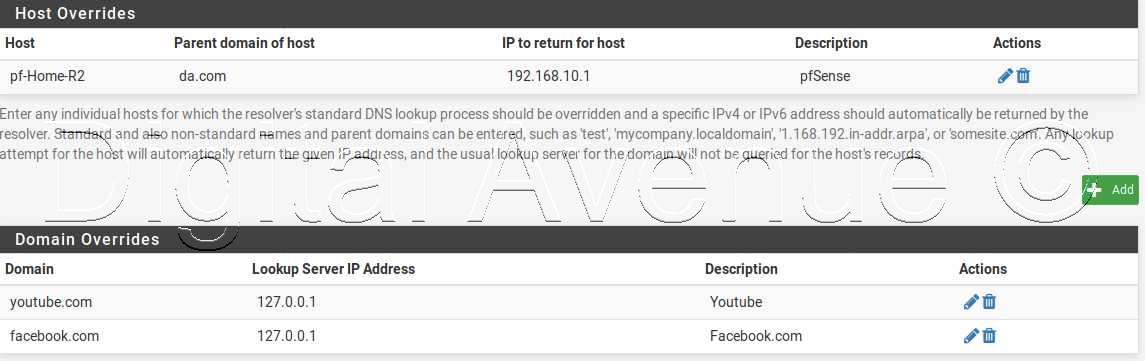 Host Overrides
Host Parent domain of host IP to return for host Description Actions
pf-Home-R2 da.com 192.168.10.1 pfSense
Enter any individual hosts for which the resolver's standard DNS lookup process should be overridden and a specific IPv4 or IPv6 address should automatically be returned by the
resolver. Standard and also non-standard names and parent domains can be entered, such as 'test', 'mycompany.localdomain', '1.168.192.in-addr.arpa', or 'somesite.com'. Any lookup
attempt for the host will automatically return the given IP address, and the usual lookup server for the domain will not be queried for the host's records.
Digital Avenue ©
Add
Domain Overrides
Domain Lookup Server IP Address Description Actions
youtube.com 127.0.0.1 Youtube
facebook.com 127.0.0.1 Facebook.com